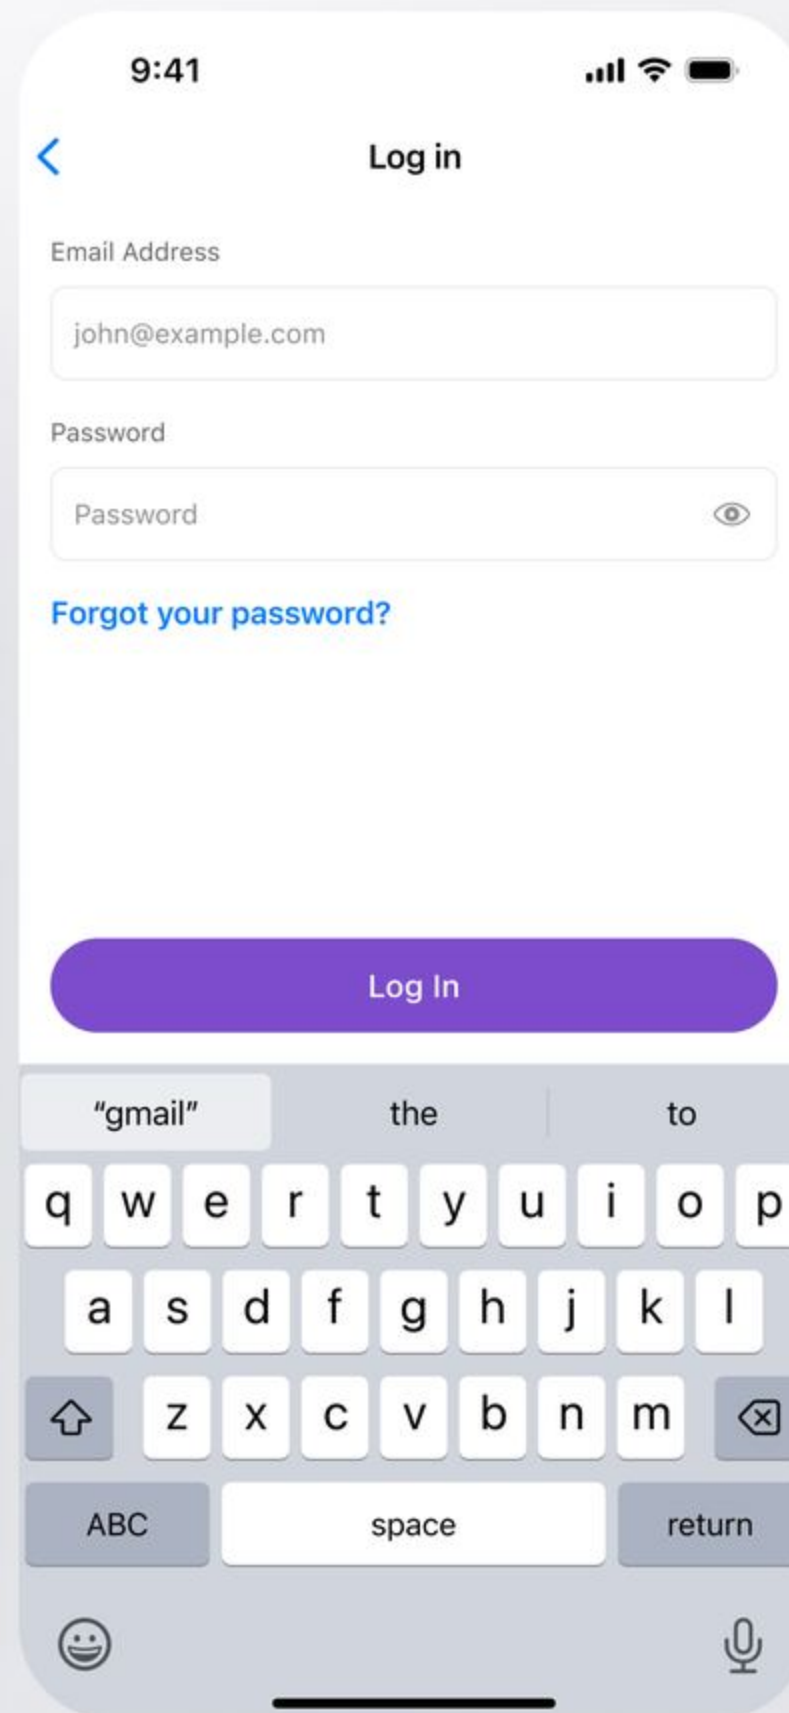 9:41
Log in
Email Address
john@example.com
Password
Password
Forgot your password?
Log In
“gmail” the to
q w e r t y u i o p
a s d f g h j k l
z x c v b n m
ABC space return